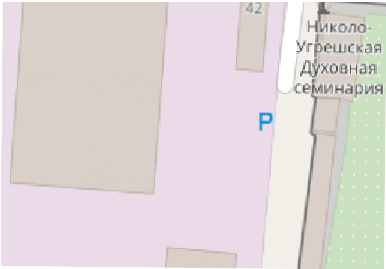 42
Николо-
Угрешская
Духовная
семинария
P